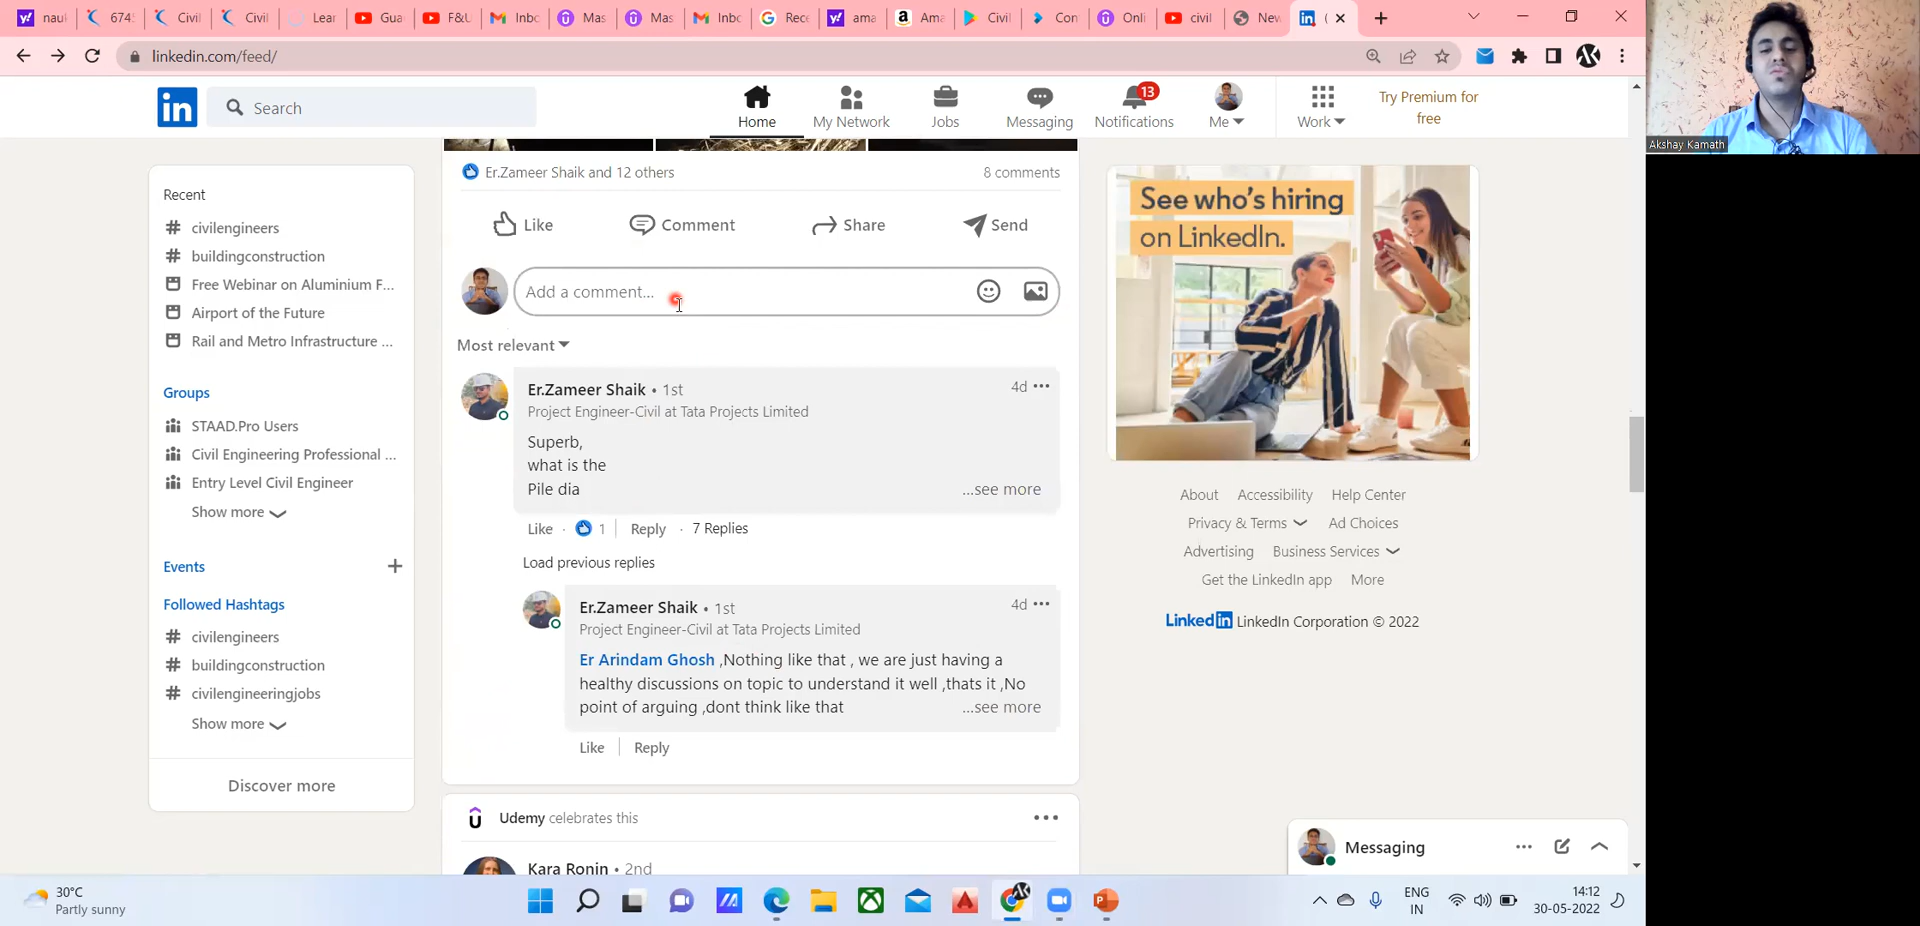 nauk
6745
Civil
Civil
Lear
Gua
F&U
Inbc
Mas
Mas
Inbc
Rece
ama
Ama
Civil
Con
Onli
civil
New
linkedin.com/feed/
in
Search
Home
My Network
Jobs
Messaging
13
Notifications
Me
Work
Try Premium for
free
Akshay Kamath
Recent
# civilengineers
# buildingconstruction
Free Webinar on Aluminium F...
Airport of the Future
Rail and Metro Infrastructure ...
Groups
STAAD.Pro Users
Civil Engineering Professional ...
Entry Level Civil Engineer
Show more
Events +
Followed Hashtags
# civilengineers
# buildingconstruction
# civilengineeringjobs
Show more
Discover more
Er.Zameer Shaik and 12 others
8 comments
Like
Comment
Share
Send
Add a comment...
Most relevant
Er.Zameer Shaik • 1st
4d •••
Project Engineer-Civil at Tata Projects Limited
Superb,
what is the
Pile dia
...see more
Like · 1 | Reply · 7 Replies
Load previous replies
Er.Zameer Shaik • 1st
4d •••
Project Engineer-Civil at Tata Projects Limited
Er Arindam Ghosh ,Nothing like that , we are just having a
healthy discussions on topic to understand it well ,thats it ,No
point of arguing ,dont think like that
...see more
Like | Reply
Udemy celebrates this
•••
Kara Ronin • 2nd
See who's hiring
on LinkedIn.
About Accessibility Help Center
Privacy & Terms Ad Choices
Advertising Business Services
Get the LinkedIn app More
LinkedIn LinkedIn Corporation © 2022
Messaging
30°C
Partly sunny
ENG
IN
14:12
30-05-2022